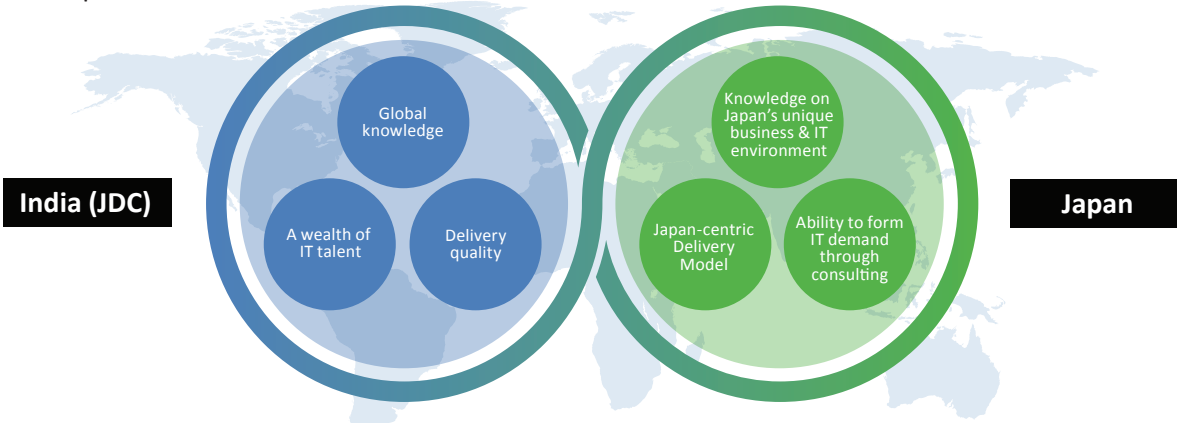 India (JDC)
Global
knowledge
A wealth of
IT talent
Delivery
quality
Knowledge on
Japan's unique
business & IT
environment
Japan-centric
Delivery
Model
Ability to form
IT demand
through
consulting
Japan